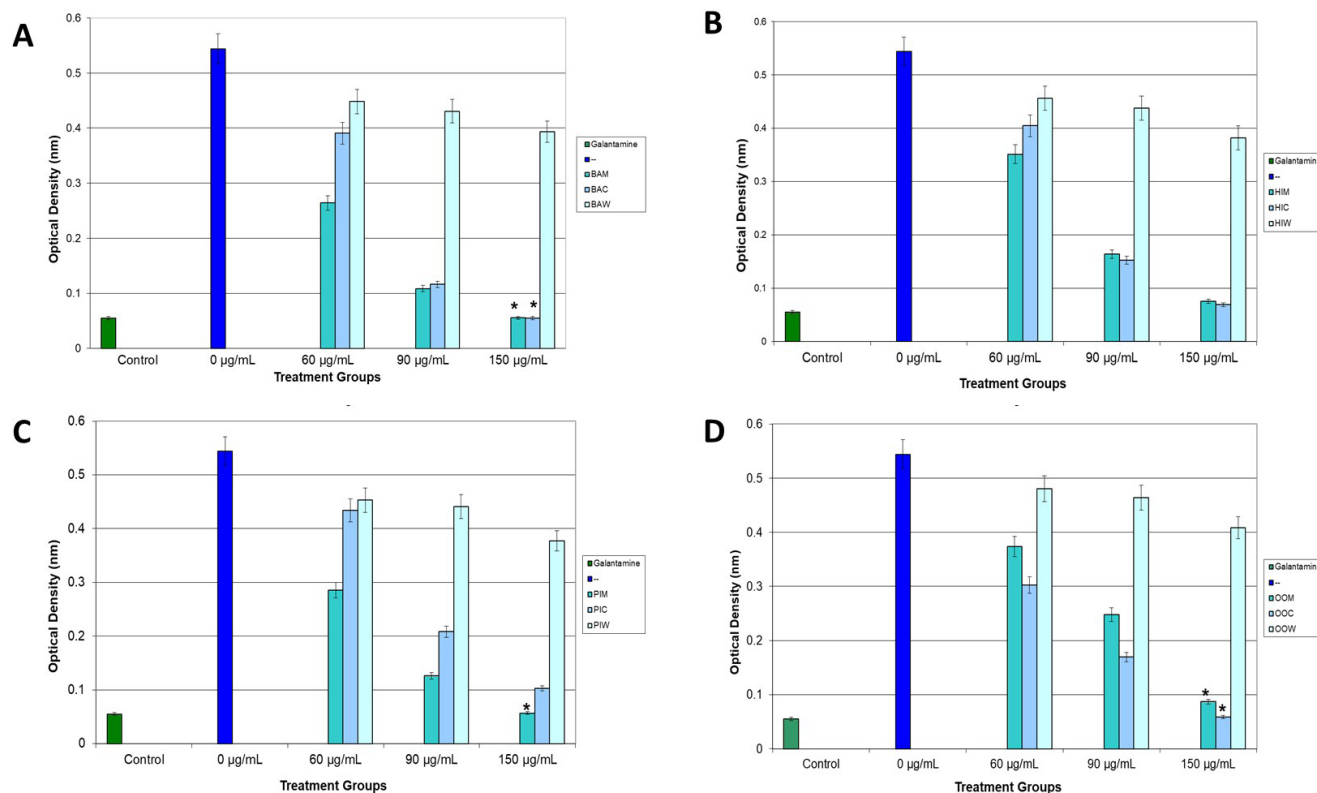 A
Optical Density (nm)
0.6
0.5
0.4
0.3
0.2
0.1
0
* *
Control 0 µg/mL 60 µg/mL 90 µg/mL 150 µg/mL
Treatment Groups
Galantamine
--
BAM
BAC
BAW
B
Optical Density (nm)
0.6
0.5
0.4
0.3
0.2
0.1
0
Control 0 µg/mL 60 µg/mL 90 µg/mL 150 µg/mL
Treatment Groups
Galantamin
--
HIM
HIC
HIW
C
Optical Density (nm)
0.6
0.5
0.4
0.3
0.2
0.1
0
*
Control 0 µg/mL 60 µg/mL 90 µg/mL 150 µg/mL
Treatment Groups
Galantamine
--
PIM
PIC
PIW
D
Optical Density (nm)
0.6
0.5
0.4
0.3
0.2
0.1
0
* *
Control 0 µg/mL 60 µg/mL 90 µg/mL 150 µg/mL
Treatment Groups
Galantamin
--
OOM
OOC
OOW